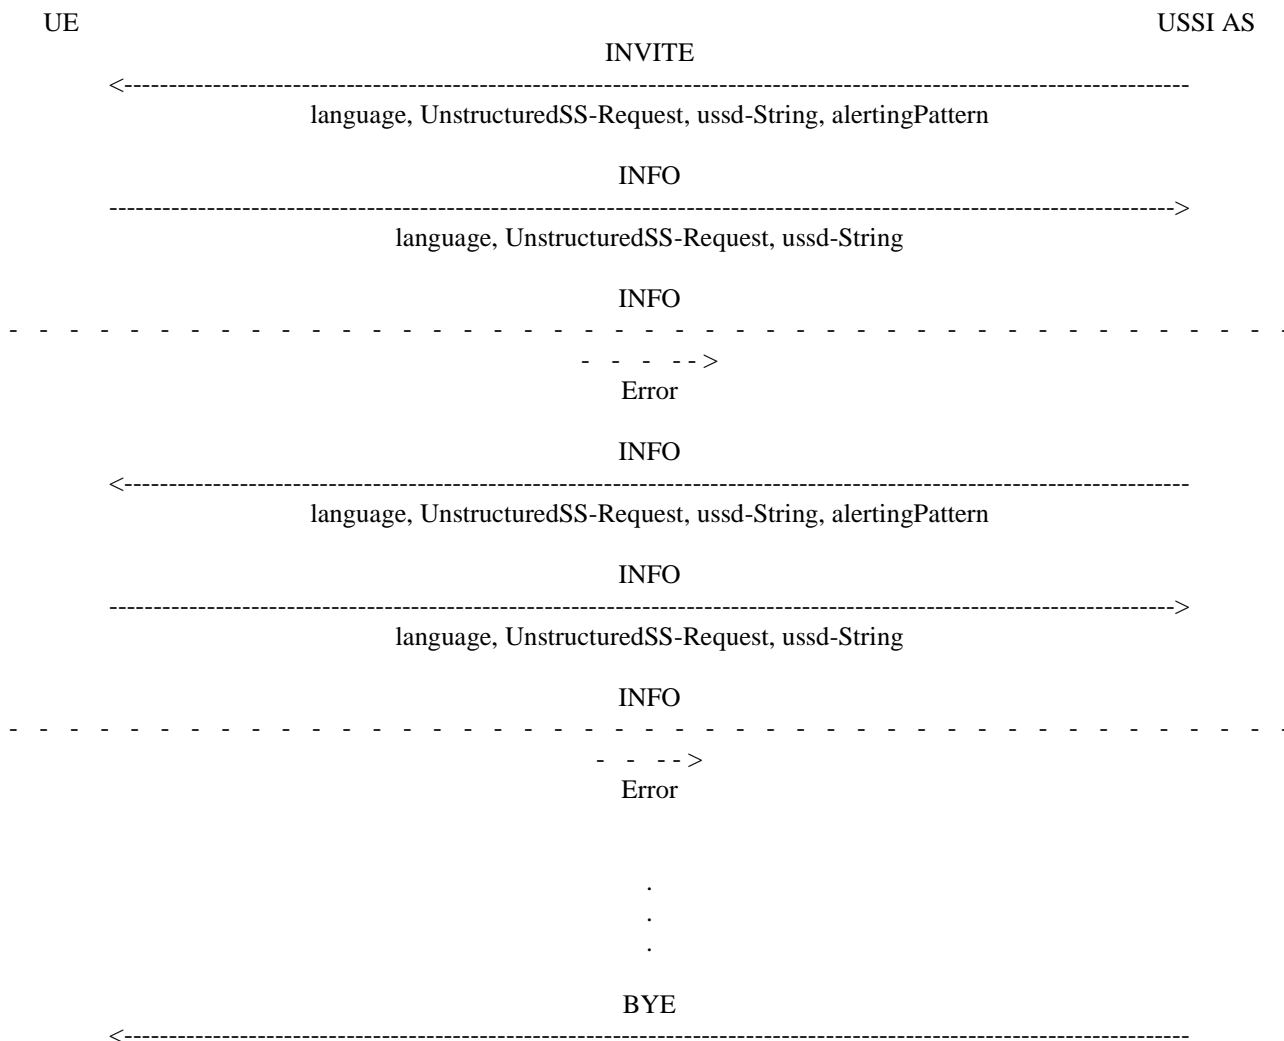 UE USSI AS
INVITE
<------------------------------------------------------------------------------------------------------------------------
language, UnstructuredSS-Request, ussd-String, alertingPattern
INFO
------------------------------------------------------------------------------------------------------------------------>
language, UnstructuredSS-Request, ussd-String
INFO
- - - - - - - - - - - - - - - - - - - - - - - - - - - - - - - - - - - - - - - - - - -
- - - - - >
Error
INFO
<------------------------------------------------------------------------------------------------------------------------
language, UnstructuredSS-Request, ussd-String, alertingPattern
INFO
------------------------------------------------------------------------------------------------------------------------>
language, UnstructuredSS-Request, ussd-String
INFO
- - - - - - - - - - - - - - - - - - - - - - - - - - - - - - - - - - - - - - - - - - -
- - - - >
Error
.
.
.
BYE
<------------------------------------------------------------------------------------------------------------------------